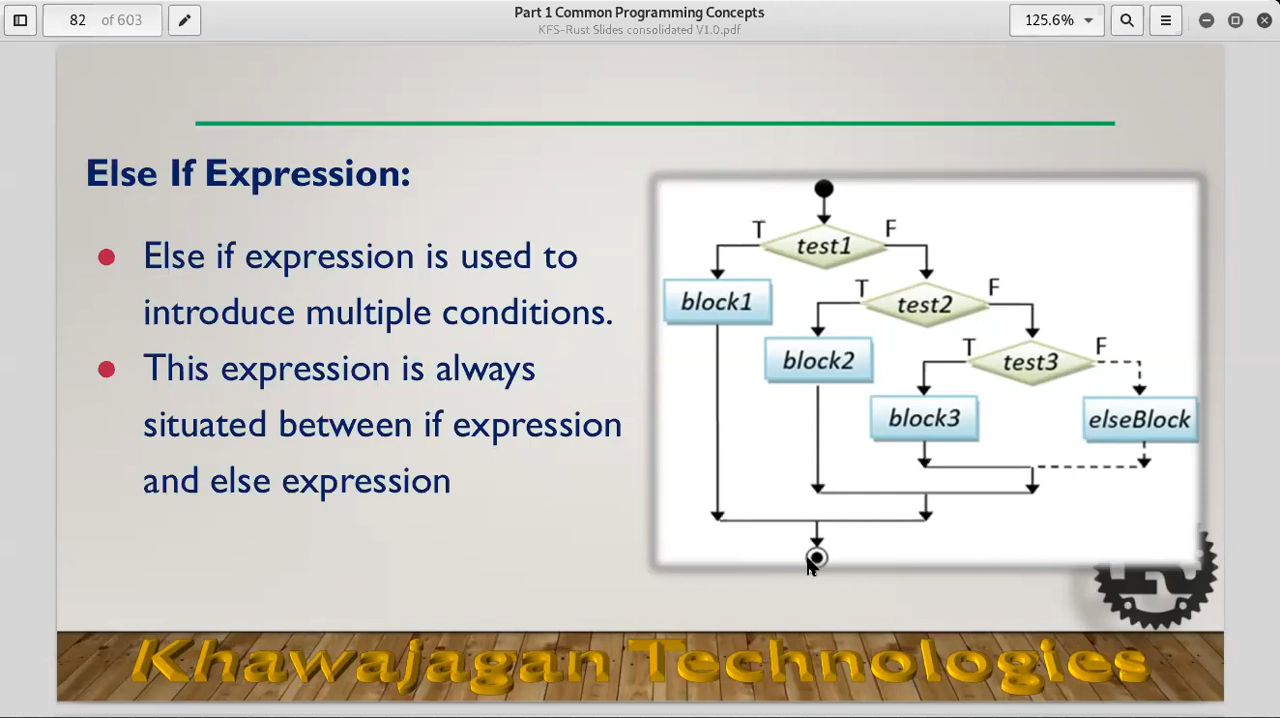 Part 1 Common Programming Concepts
KFS-Rust Slides consolidated V1.0.pdf
82 of 603
125.6%
Else If Expression:
Else if expression is used to
introduce multiple conditions.
This expression is always
situated between if expression
and else expression
T
test1
F
block1
T
test2
F
block2
T
test3
F
block3
elseBlock
Khawajagan Technologies